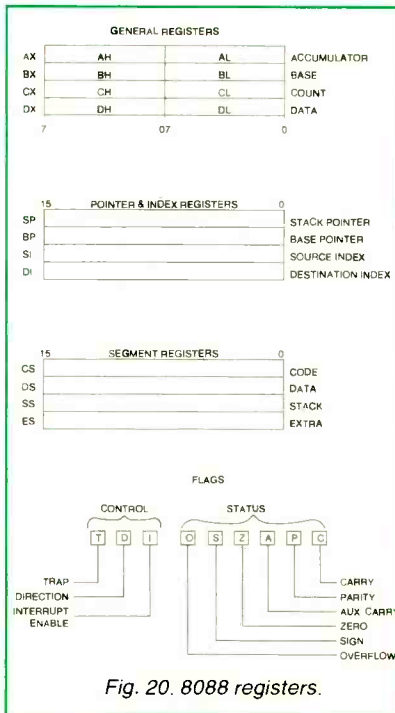 GENERAL REGISTERS
AX AH AL ACCUMULATOR
BX BH BL BASE
CX CH CL COUNT
DX DH DL DATA
7 07 0
15 POINTER & INDEX REGISTERS 0
SP STACK POINTER
BP BASE POINTER
SI SOURCE INDEX
DI DESTINATION INDEX
15 SEGMENT REGISTERS 0
CS CODE
DS DATA
SS STACK
ES EXTRA
FLAGS
CONTROL STATUS
T D I O S Z A P C
TRAP CARRY
DIRECTION PARITY
INTERRUPT ENABLE AUX CARRY
ZERO
SIGN
OVERFLOW
Fig. 20. 8088 registers.